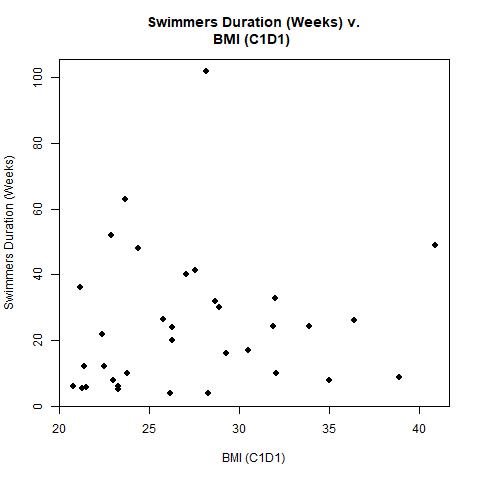 Swimmers Duration (Weeks) v.
BMI (C1D1)
Swimmers Duration (Weeks)
100
80
60
40
20
0
20 25 30 35 40
BMI (C1D1)